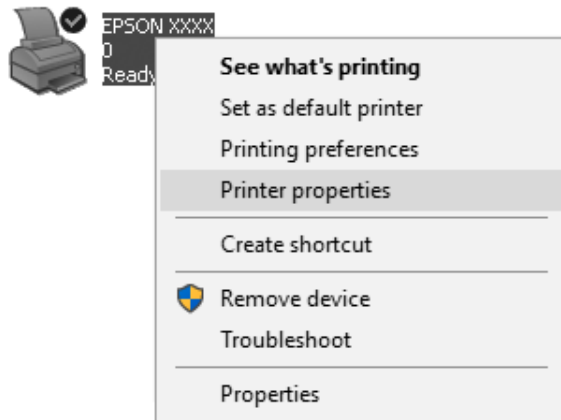 EPSON XXXX
0
Ready
See what's printing
Set as default printer
Printing preferences
Printer properties
Create shortcut
Remove device
Troubleshoot
Properties